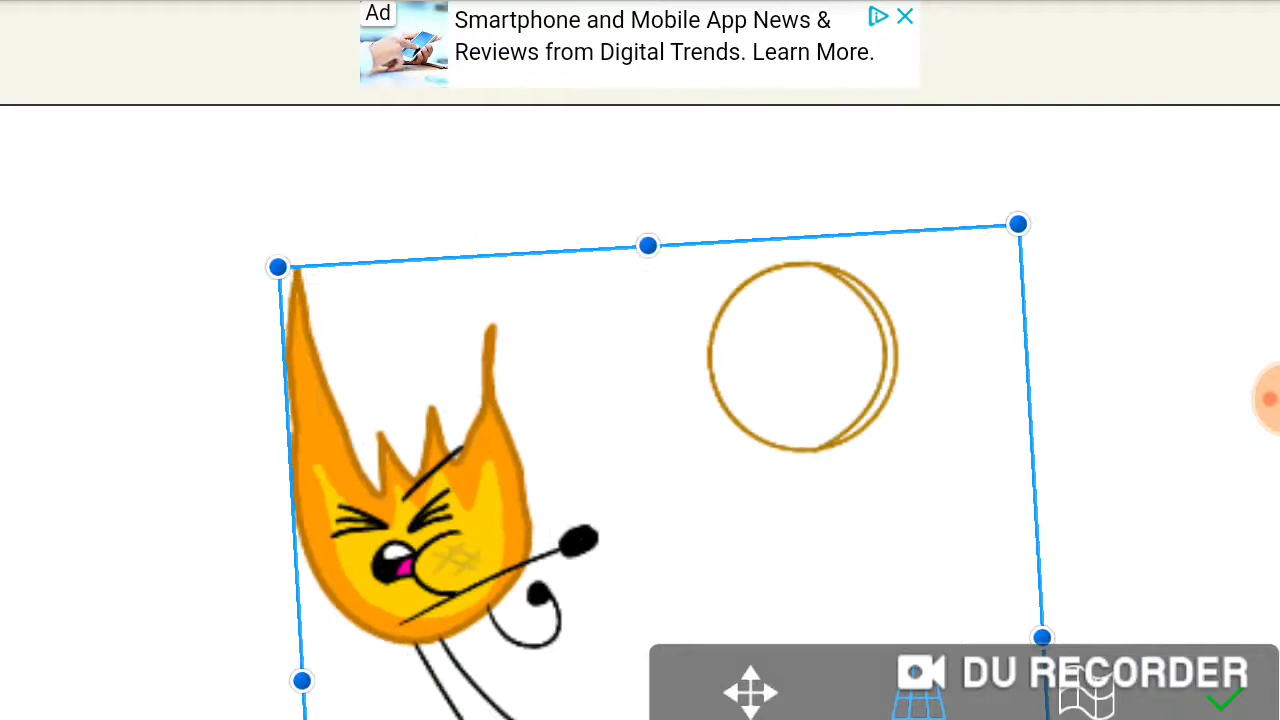 Ad
Smartphone and Mobile App News &
Reviews from Digital Trends. Learn More.
DU RECORDER